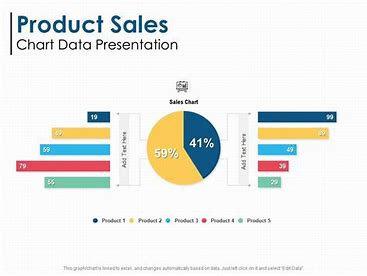 Product Sales
Chart Data Presentation
Sales Chart
19
49
59
79
55
Add Text Here
59%
41%
Add Text Here
99
89
49
39
29
Product 1
Product 2
Product 3
Product 4
Product 5
This graph/chart is linked to excel, and changes automatically based on data. Just left click on it and select "Edit Data".